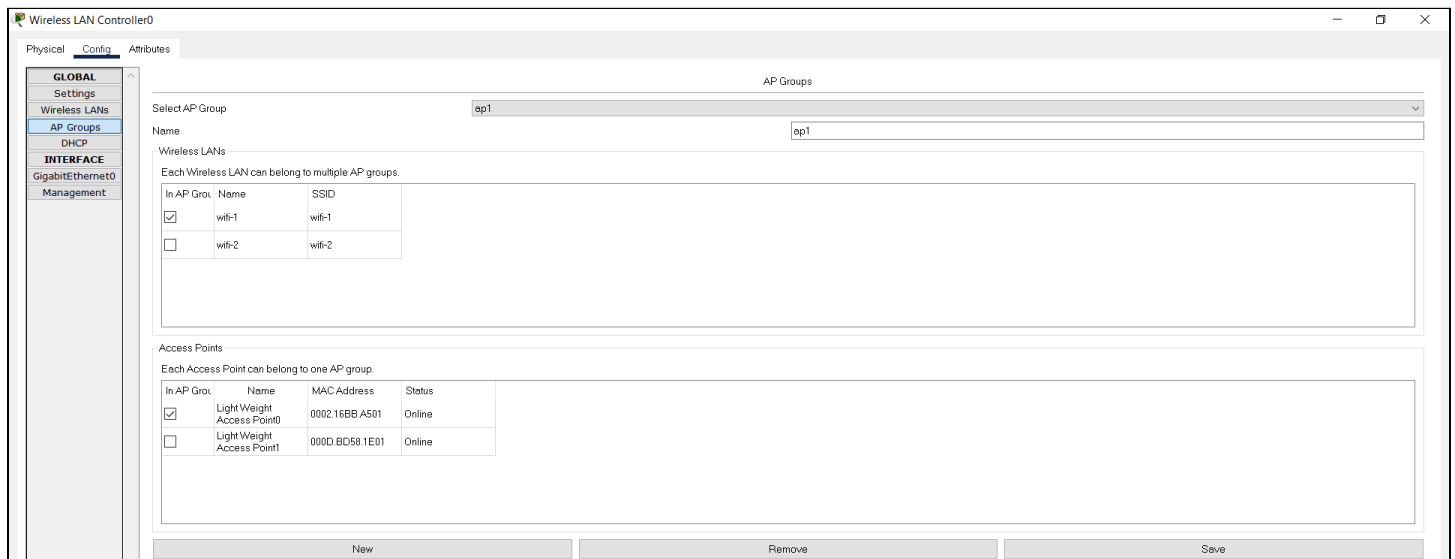 Wireless LAN Controller0
Physical Config Attributes
GLOBAL
Settings
Wireless LANs
AP Groups
DHCP
INTERFACE
GigabitEthernet0
Management
AP Groups
Select AP Group ap1
Name ap1
Wireless LANs
Each Wireless LAN can belong to multiple AP groups.
In AP Grou Name SSID
wifi-1 wifi-1
wifi-2 wifi-2
Access Points
Each Access Point can belong to one AP group.
In AP Grou Name MAC Address Status
Light Weight
Access Point0 0002.16BB.A501 Online
Light Weight
Access Point1 000D.BD58.1E01 Online
New Remove Save